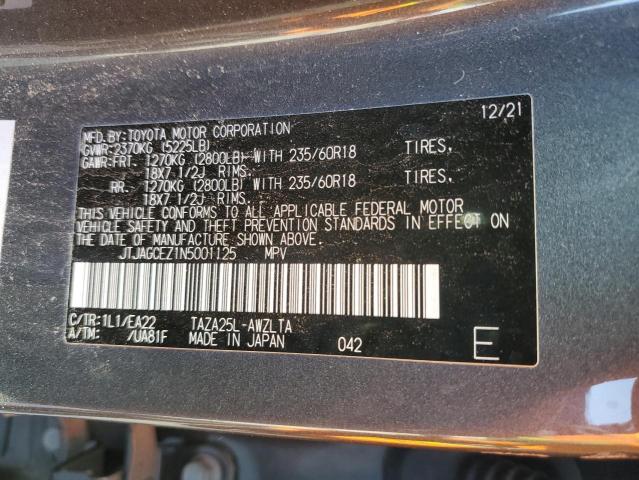 12/21
MFD.BY:TOYOTA MOTOR CORPORATION
GVWR:2370KG (5225LB)
GAWR:FRT. 1270KG (2800LB) WITH 235/60R18 TIRES,
18X7 1/2J RIMS.
RR. 1270KG (2800LB) WITH 235/60R18 TIRES,
18X7 1/2J RIMS.
THIS VEHICLE CONFORMS TO ALL APPLICABLE FEDERAL MOTOR
VEHICLE SAFETY AND THEFT PREVENTION STANDARDS IN EFFECT ON
THE DATE OF MANUFACTURE SHOWN ABOVE.
JTJAGCEZ1N5001125 MPV
C/TR:1L1/EA22 TAZA25L-AWZLTA
A/TM: /UA81F MADE IN JAPAN 042
E